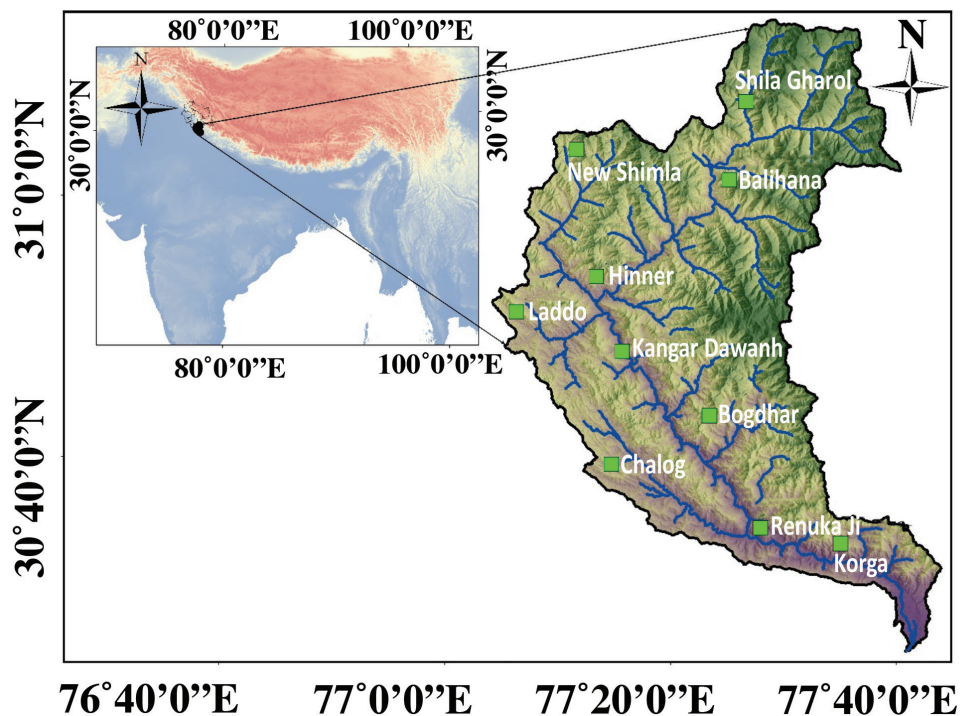 80˚0’0”E
100˚0’0”E
N
30˚0’0”N
30˚0’0”N
80˚0’0”E
100˚0’0”E
N
Shila Gharol
New Shimla
Balihana
Hinner
Laddo
Kangar Dawanh
Bogdhar
Chalog
Renuka Ji
Korga
31˚0’0”N
30˚40’0”N
76˚40’0”E
77˚0’0”E
77˚20’0”E
77˚40’0”E